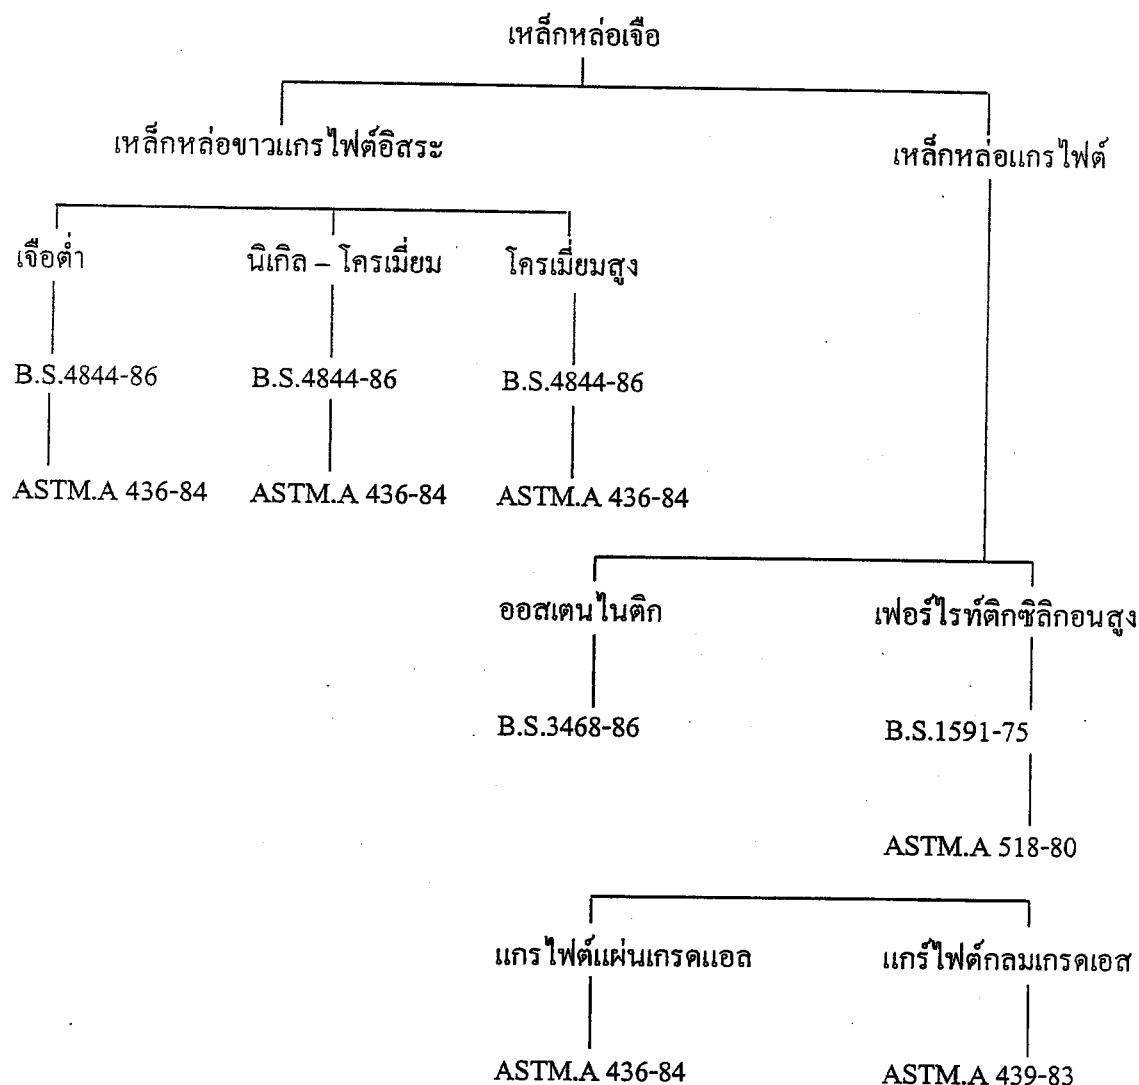 เหล็กหล่อเจือ
เหล็กหล่อขาวแกรไฟต์อิสระ
เหล็กหล่อแกรไฟต์
เจือต่ำ
นิเกิล – โครเมี่ยม
โครเมี่ยมสูง
B.S.4844-86
B.S.4844-86
B.S.4844-86
ASTM.A 436-84
ASTM.A 436-84
ASTM.A 436-84
ออสเตนไนติก
เฟอร์ไรท์ติกซิลิกอนสูง
B.S.3468-86
B.S.1591-75
ASTM.A 518-80
แกรไฟต์แผ่นเกรดแอล
แกร์ไฟต์กลมเกรดเอส
ASTM.A 436-84
ASTM.A 439-83